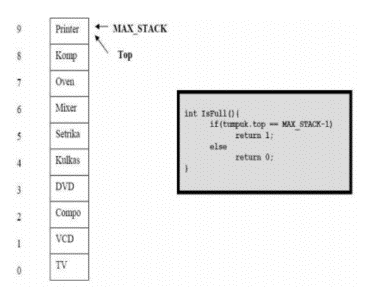 9 Printer MAX_STACK
8 Komp Top
7 Oven
6 Mixer
5 Setrika
4 Kulkas
3 DVD
2 Compo
1 VCD
0 TV
int IsFull(){
if(tumpuk.top == MAX_STACK-1)
return 1;
else
return 0;
}